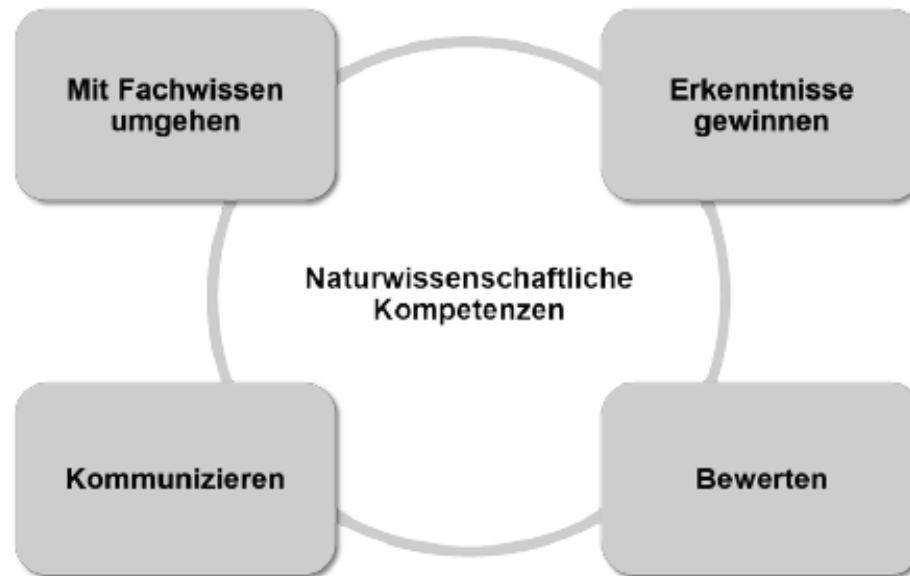 Mit Fachwissen
umgehen
Erkenntnisse
gewinnen
Naturwissenschaftliche
Kompetenzen
Kommunizieren
Bewerten